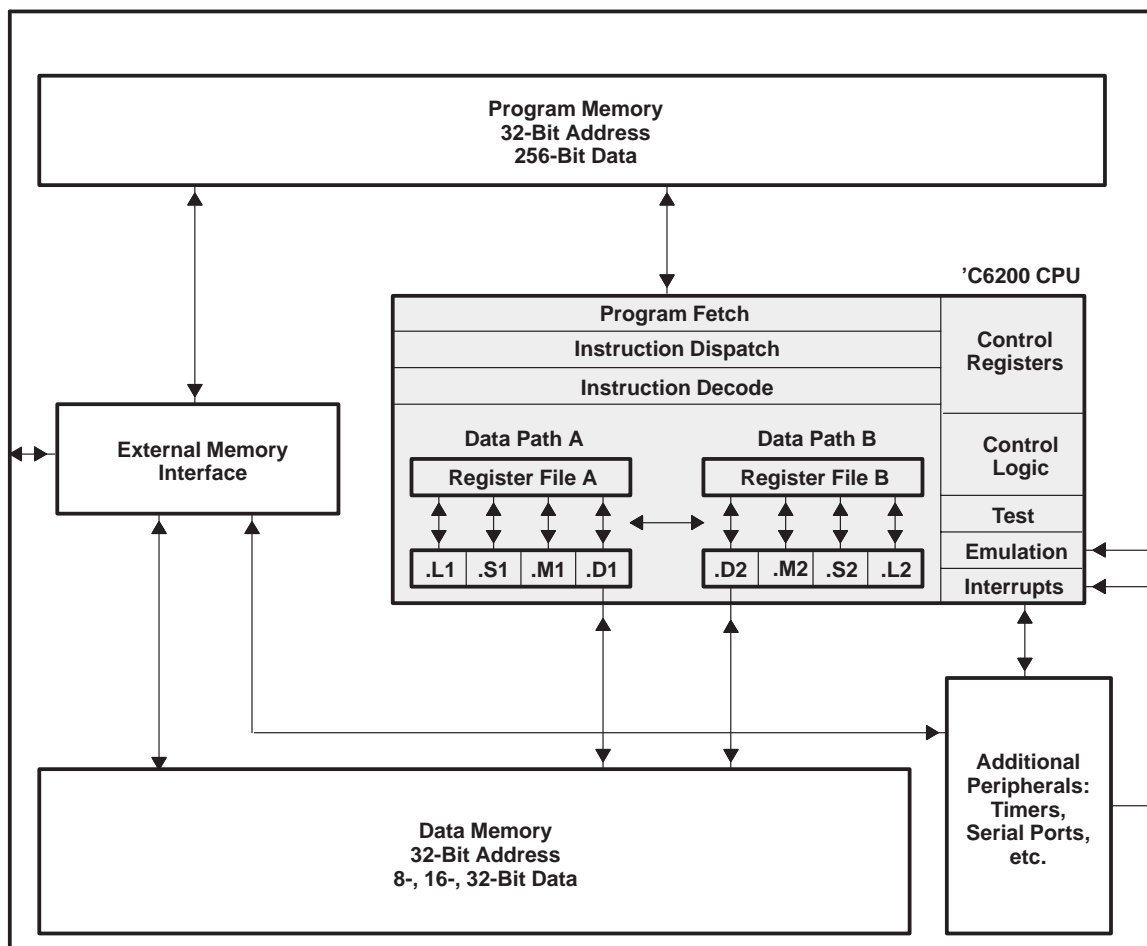 Program Memory
32-Bit Address
256-Bit Data
’C6200 CPU
Program Fetch
Instruction Dispatch
Instruction Decode
Control
Registers
Data Path A
Data Path B
Register File A
Register File B
Control
Logic
External Memory
Interface
Test
Emulation
Interrupts
.L1 .S1 .M1 .D1
.D2 .M2 .S2 .L2
Additional
Peripherals:
Timers,
Serial Ports,
etc.
Data Memory
32-Bit Address
8-, 16-, 32-Bit Data